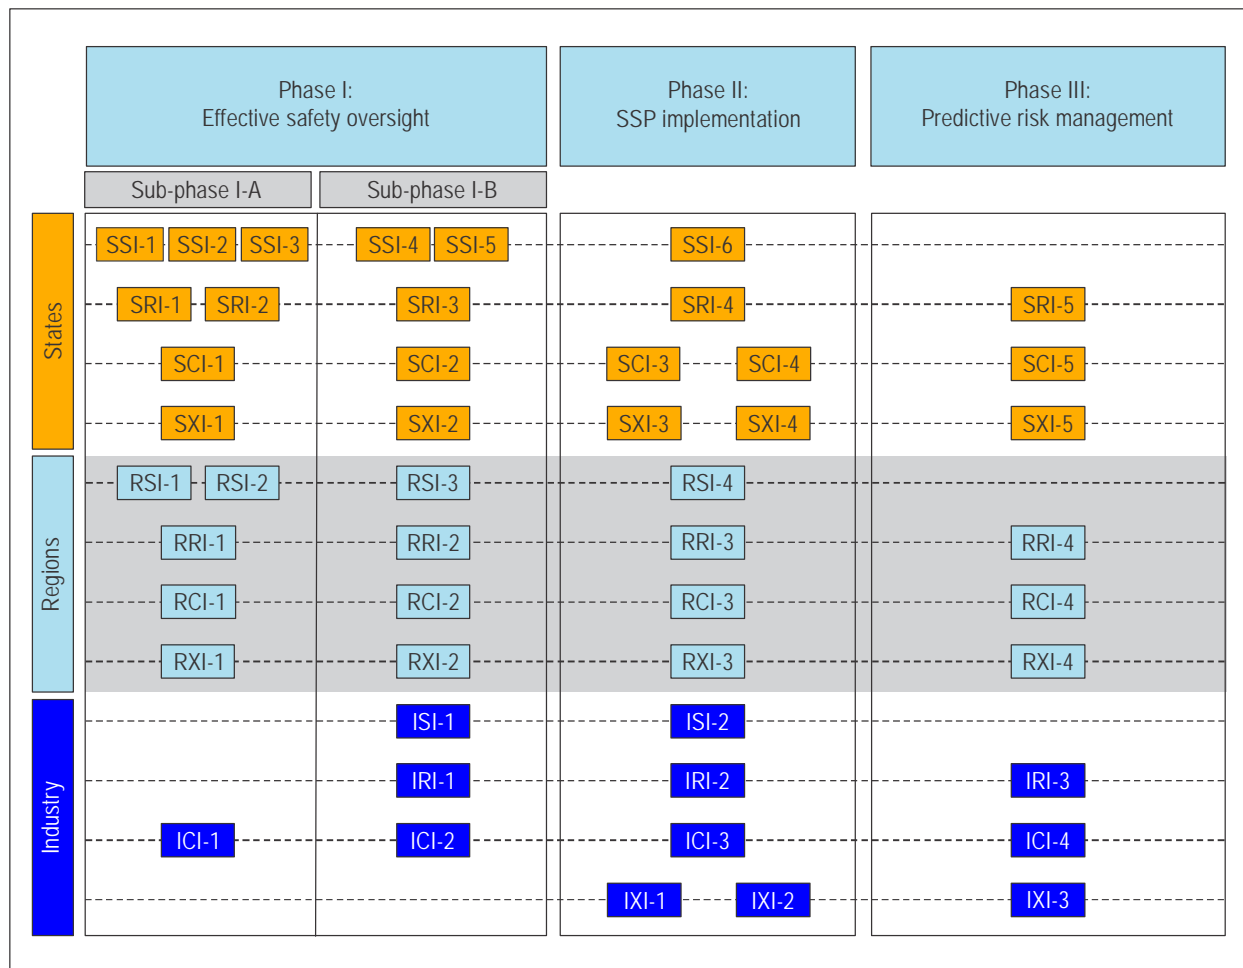 Phase I:
Effective safety oversight
Phase II:
SSP implementation
Phase III:
Predictive risk management
Sub-phase I-A
Sub-phase I-B
States
SSI-1 SSI-2 SSI-3 SSI-4 SSI-5 SSI-6
SRI-1 SRI-2 SRI-3 SRI-4 SRI-5
SCI-1 SCI-2 SCI-3 SCI-4 SCI-5
SXI-1 SXI-2 SXI-3 SXI-4 SXI-5
Regions
RSI-1 RSI-2 RSI-3 RSI-4
RRI-1 RRI-2 RRI-3 RRI-4
RCI-1 RCI-2 RCI-3 RCI-4
RXI-1 RXI-2 RXI-3 RXI-4
Industry
ISI-1 ISI-2
IRI-1 IRI-2 IRI-3
ICI-1 ICI-2 ICI-3 ICI-4
IXI-1 IXI-2 IXI-3